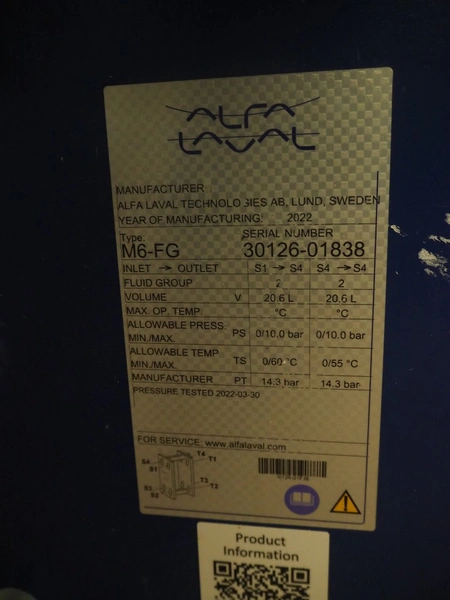 ALFA
LAVAL
MANUFACTURER
ALFA LAVAL TECHNOLOGIES AB, LUND, SWEDEN
YEAR OF MANUFACTURING: 2022
Type: SERIAL NUMBER
M6-FG 30126-01838
INLET → OUTLET S1 → S4 S4 → S4
FLUID GROUP 2 2
VOLUME V 20.6 L 20.6 L
MAX. OP. TEMP. °C °C
ALLOWABLE PRESS.
MIN./MAX. PS 0/10.0 bar 0/10.0 bar
ALLOWABLE TEMP
MIN./MAX. TS 0/60 °C 0/55 °C
MANUFACTURER PT 14.3 bar 14.3 bar
PRESSURE TESTED 2022-03-30
FOR SERVICE: www.alfalaval.com
S4 T4
S1 T1
S3 T3
S2 T2
Product
Information